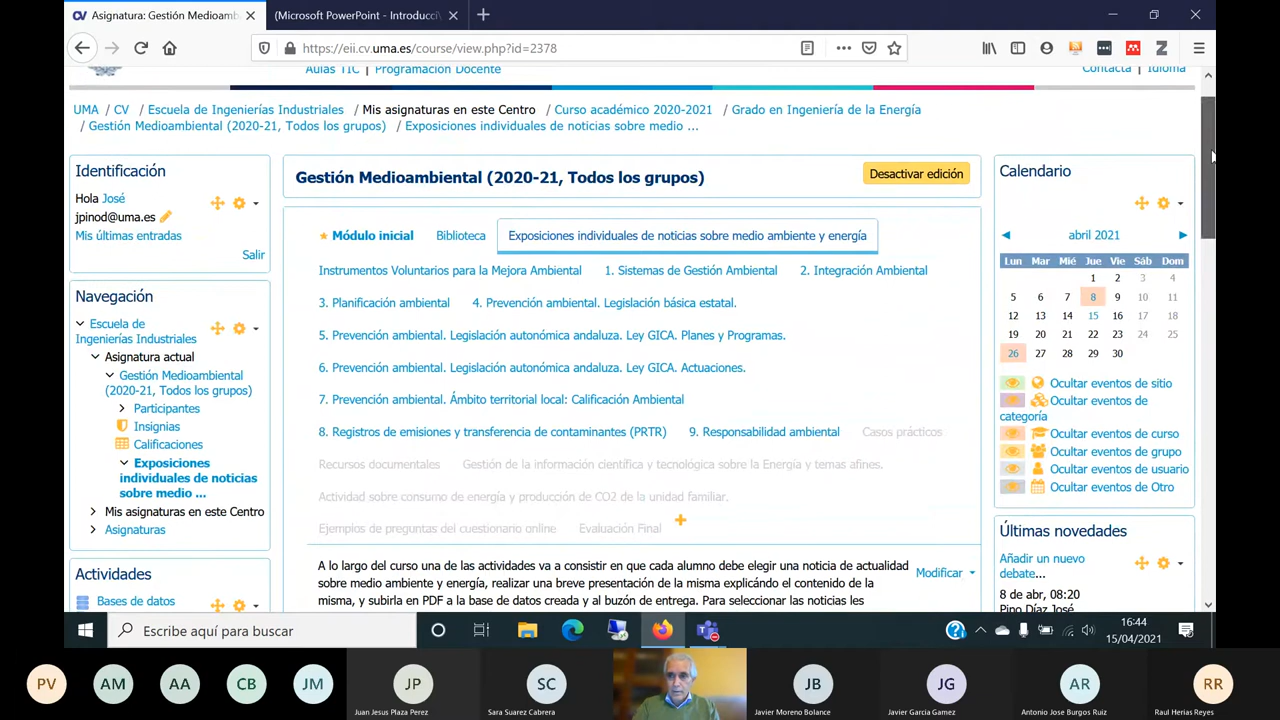 Asignatura: Gestión Medioamb
(Microsoft PowerPoint - Introducci
https://eii.cv.uma.es/course/view.php?id=2378
Aulas TIC | Programación Docente
Contacta | Idioma
UMA / CV / Escuela de Ingenierías Industriales / Mis asignaturas en este Centro / Curso académico 2020-2021 / Grado en Ingeniería de la Energía
/ Gestión Medioambiental (2020-21, Todos los grupos) / Exposiciones individuales de noticias sobre medio ...
Identificación
Hola José
jpinod@uma.es
Mis últimas entradas
Salir
Navegación
Escuela de
Ingenierías Industriales
Asignatura actual
Gestión Medioambiental
(2020-21, Todos los grupos)
Participantes
Insignias
Calificaciones
Exposiciones
individuales de noticias
sobre medio ...
Mis asignaturas en este Centro
Asignaturas
Actividades
Bases de datos
Gestión Medioambiental (2020-21, Todos los grupos)
Desactivar edición
Módulo inicial Biblioteca Exposiciones individuales de noticias sobre medio ambiente y energía
Instrumentos Voluntarios para la Mejora Ambiental 1. Sistemas de Gestión Ambiental 2. Integración Ambiental
3. Planificación ambiental 4. Prevención ambiental. Legislación básica estatal.
5. Prevención ambiental. Legislación autonómica andaluza. Ley GICA. Planes y Programas.
6. Prevención ambiental. Legislación autonómica andaluza. Ley GICA. Actuaciones.
7. Prevención ambiental. Ámbito territorial local: Calificación Ambiental
8. Registros de emisiones y transferencia de contaminantes (PRTR) 9. Responsabilidad ambiental Casos prácticos
Recursos documentales Gestión de la información científica y tecnológica sobre la Energía y temas afines.
Actividad sobre consumo de energía y producción de CO2 de la unidad familiar.
Ejemplos de preguntas del cuestionario online Evaluación Final
A lo largo del curso una de las actividades va a consistir en que cada alumno debe elegir una noticia de actualidad
sobre medio ambiente y energía, realizar una breve presentación de la misma explicándo el contenido de la
misma, y subirla en PDF a la base de datos creada y al buzón de entrega. Para seleccionar las noticias les
Modificar
Calendario
abril 2021
Lun Mar Mié Jue Vie Sáb Dom
1 2 3 4
5 6 7 8 9 10 11
12 13 14 15 16 17 18
19 20 21 22 23 24 25
26 27 28 29 30
Ocultar eventos de sitio
Ocultar eventos de
categoría
Ocultar eventos de curso
Ocultar eventos de grupo
Ocultar eventos de usuario
Ocultar eventos de Otro
Últimas novedades
Añadir un nuevo
debate...
8 de abr, 08:20
Pino Díaz José
Escribe aquí para buscar
16:44
15/04/2021
PV AM AA CB JM JP SC JB JG AR RR
Juan Jesus Plaza Perez
Sara Suarez Cabrera
Javier Moreno Bolance
Javier Garcia Gamez
Antonio Jose Burgos Ruiz
Raul Herias Reyes